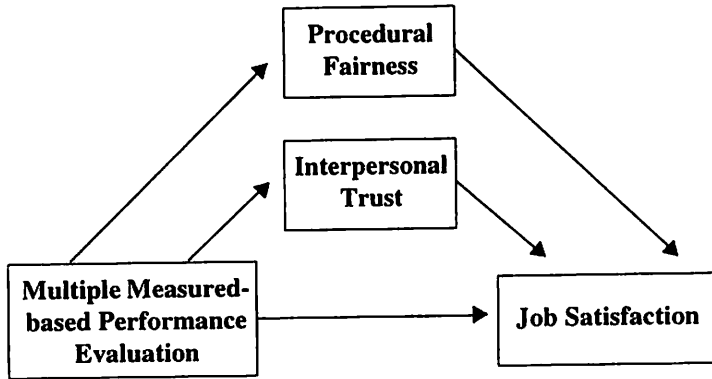 Procedural
Fairness
Interpersonal
Trust
Multiple Measured-
based Performance
Evaluation
Job Satisfaction